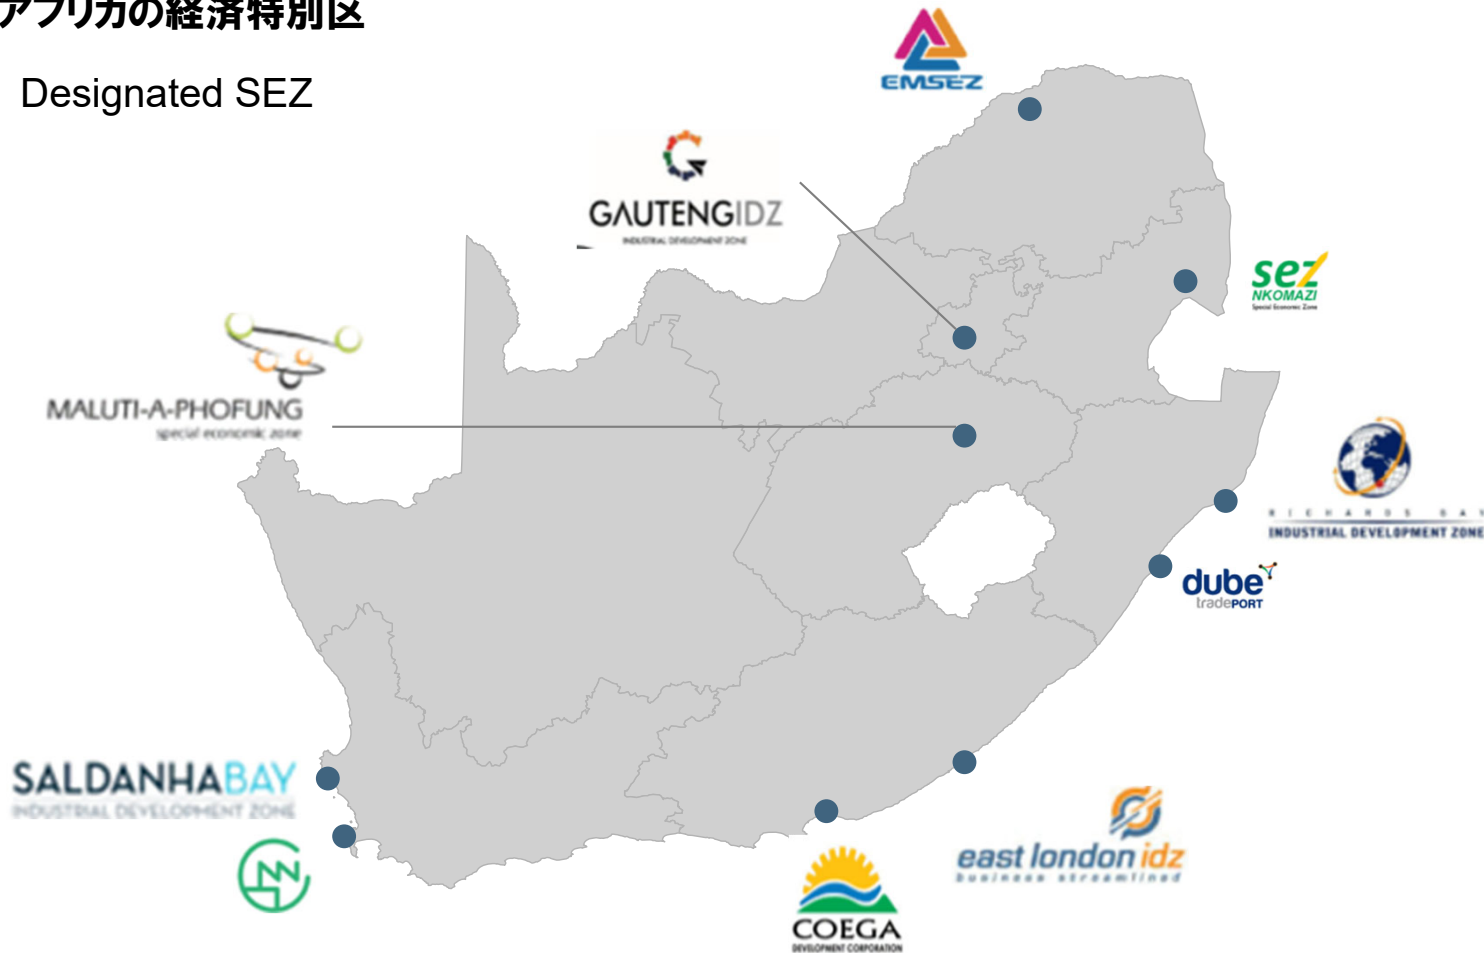 アフリカの経済特別区
Designated SEZ
EMSEZ
GAUTENGIDZ
INDUSTRIAL DEVELOPMENT ZONE
sez
NKOMAZI
Special Economic Zone
MALUTI-A-PHOFUNG
special economic zone
RICHARDS BAY
INDUSTRIAL DEVELOPMENT ZONE
dube
tradePORT
SALDANHABAY
INDUSTRIAL DEVELOPMENT ZONE
east london idz
business streamlined
COEGA
DEVELOPMENT CORPORATION